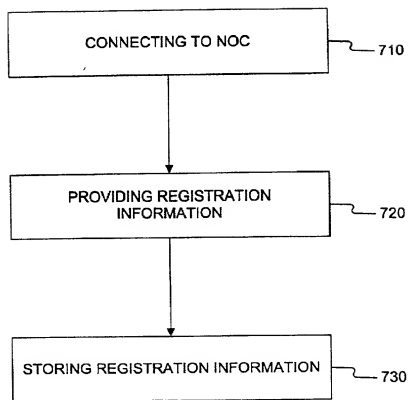 CONNECTING TO NOC
710
PROVIDING REGISTRATION
INFORMATION
720
STORING REGISTRATION INFORMATION
730